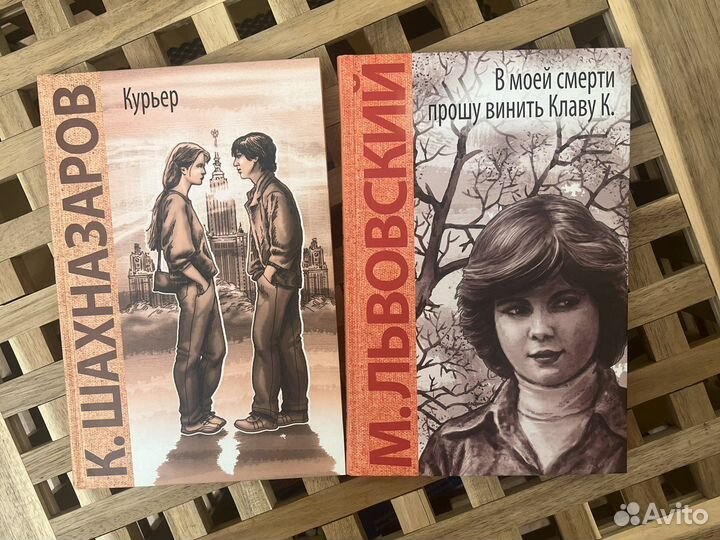 К. ШАХНАЗАРОВ
Курьер
М. ЛЬВОВСКИЙ
В моей смерти
прошу винить Клаву К.
Avito